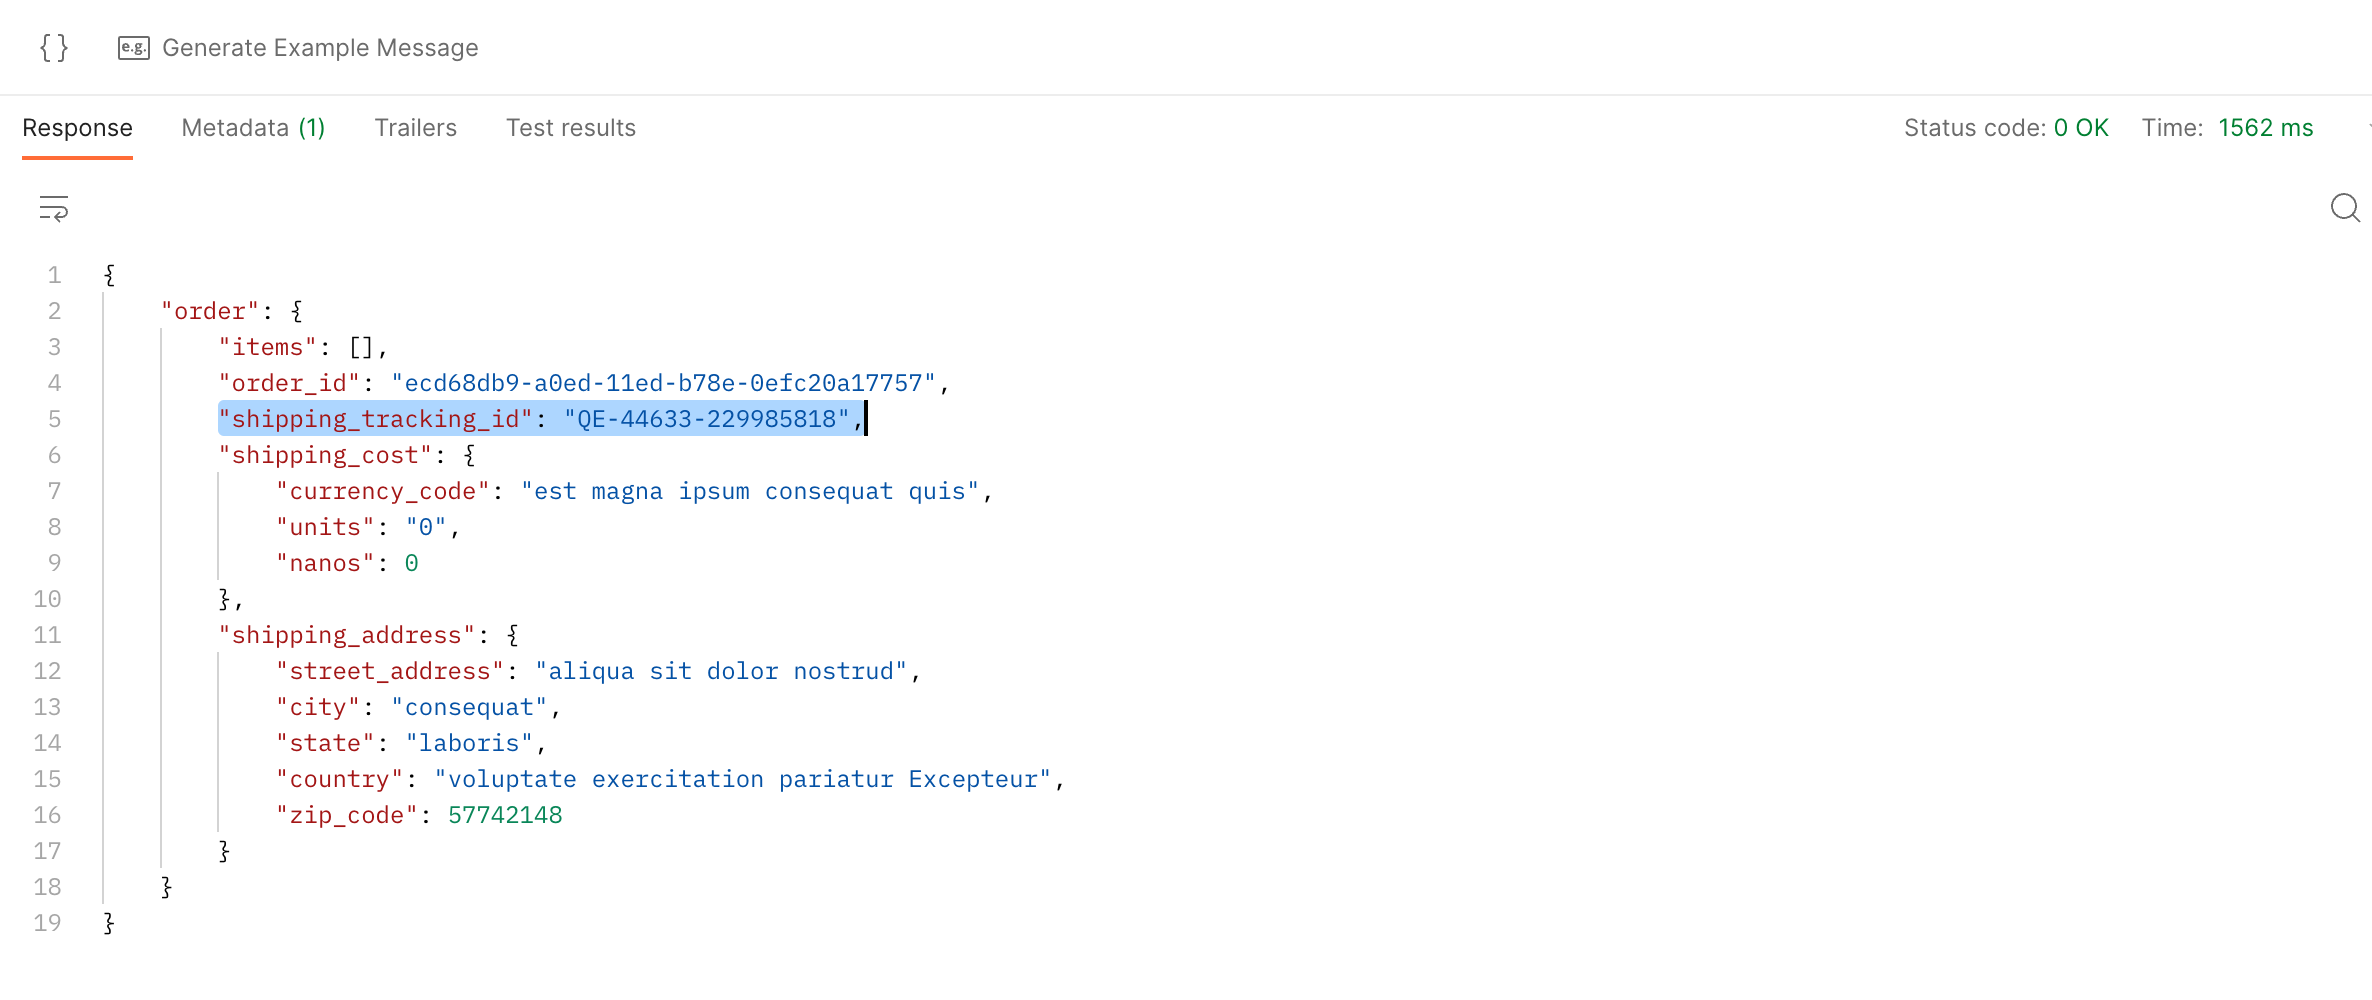 {} e.g. Generate Example Message
Response Metadata (1) Trailers Test results Status code: 0 OK Time: 1562 ms
1 {
2 "order": {
3 "items": [],
4 "order_id": "ecd68db9-a0ed-11ed-b78e-0efc20a17757",
5 "shipping_tracking_id": "QE-44633-229985818",
6 "shipping_cost": {
7 "currency_code": "est magna ipsum consequat quis",
8 "units": "0",
9 "nanos": 0
10 },
11 "shipping_address": {
12 "street_address": "aliqua sit dolor nostrud",
13 "city": "consequat",
14 "state": "laboris",
15 "country": "voluptate exercitation pariatur Excepteur",
16 "zip_code": 57742148
17 }
18 }
19 }